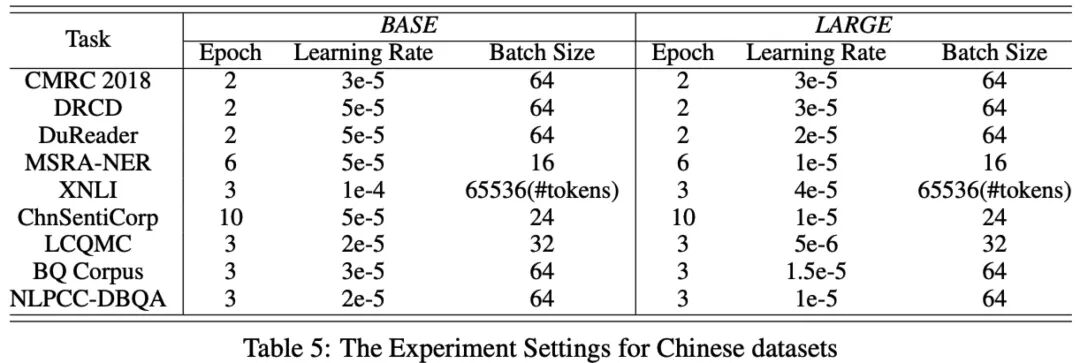 Task BASE LARGE
Epoch Learning Rate Batch Size Epoch Learning Rate Batch Size
CMRC 2018 2 3e-5 64 2 3e-5 64
DRCD 2 5e-5 64 2 3e-5 64
DuReader 2 5e-5 64 2 2e-5 64
MSRA-NER 6 5e-5 16 6 1e-5 16
XNLI 3 1e-4 65536(#tokens) 3 4e-5 65536(#tokens)
ChnSentiCorp 10 5e-5 24 10 1e-5 24
LCQMC 3 2e-5 32 3 5e-6 32
BQ Corpus 3 3e-5 64 3 1.5e-5 64
NLPCC-DBQA 3 2e-5 64 3 1e-5 64
Table 5: The Experiment Settings for Chinese datasets